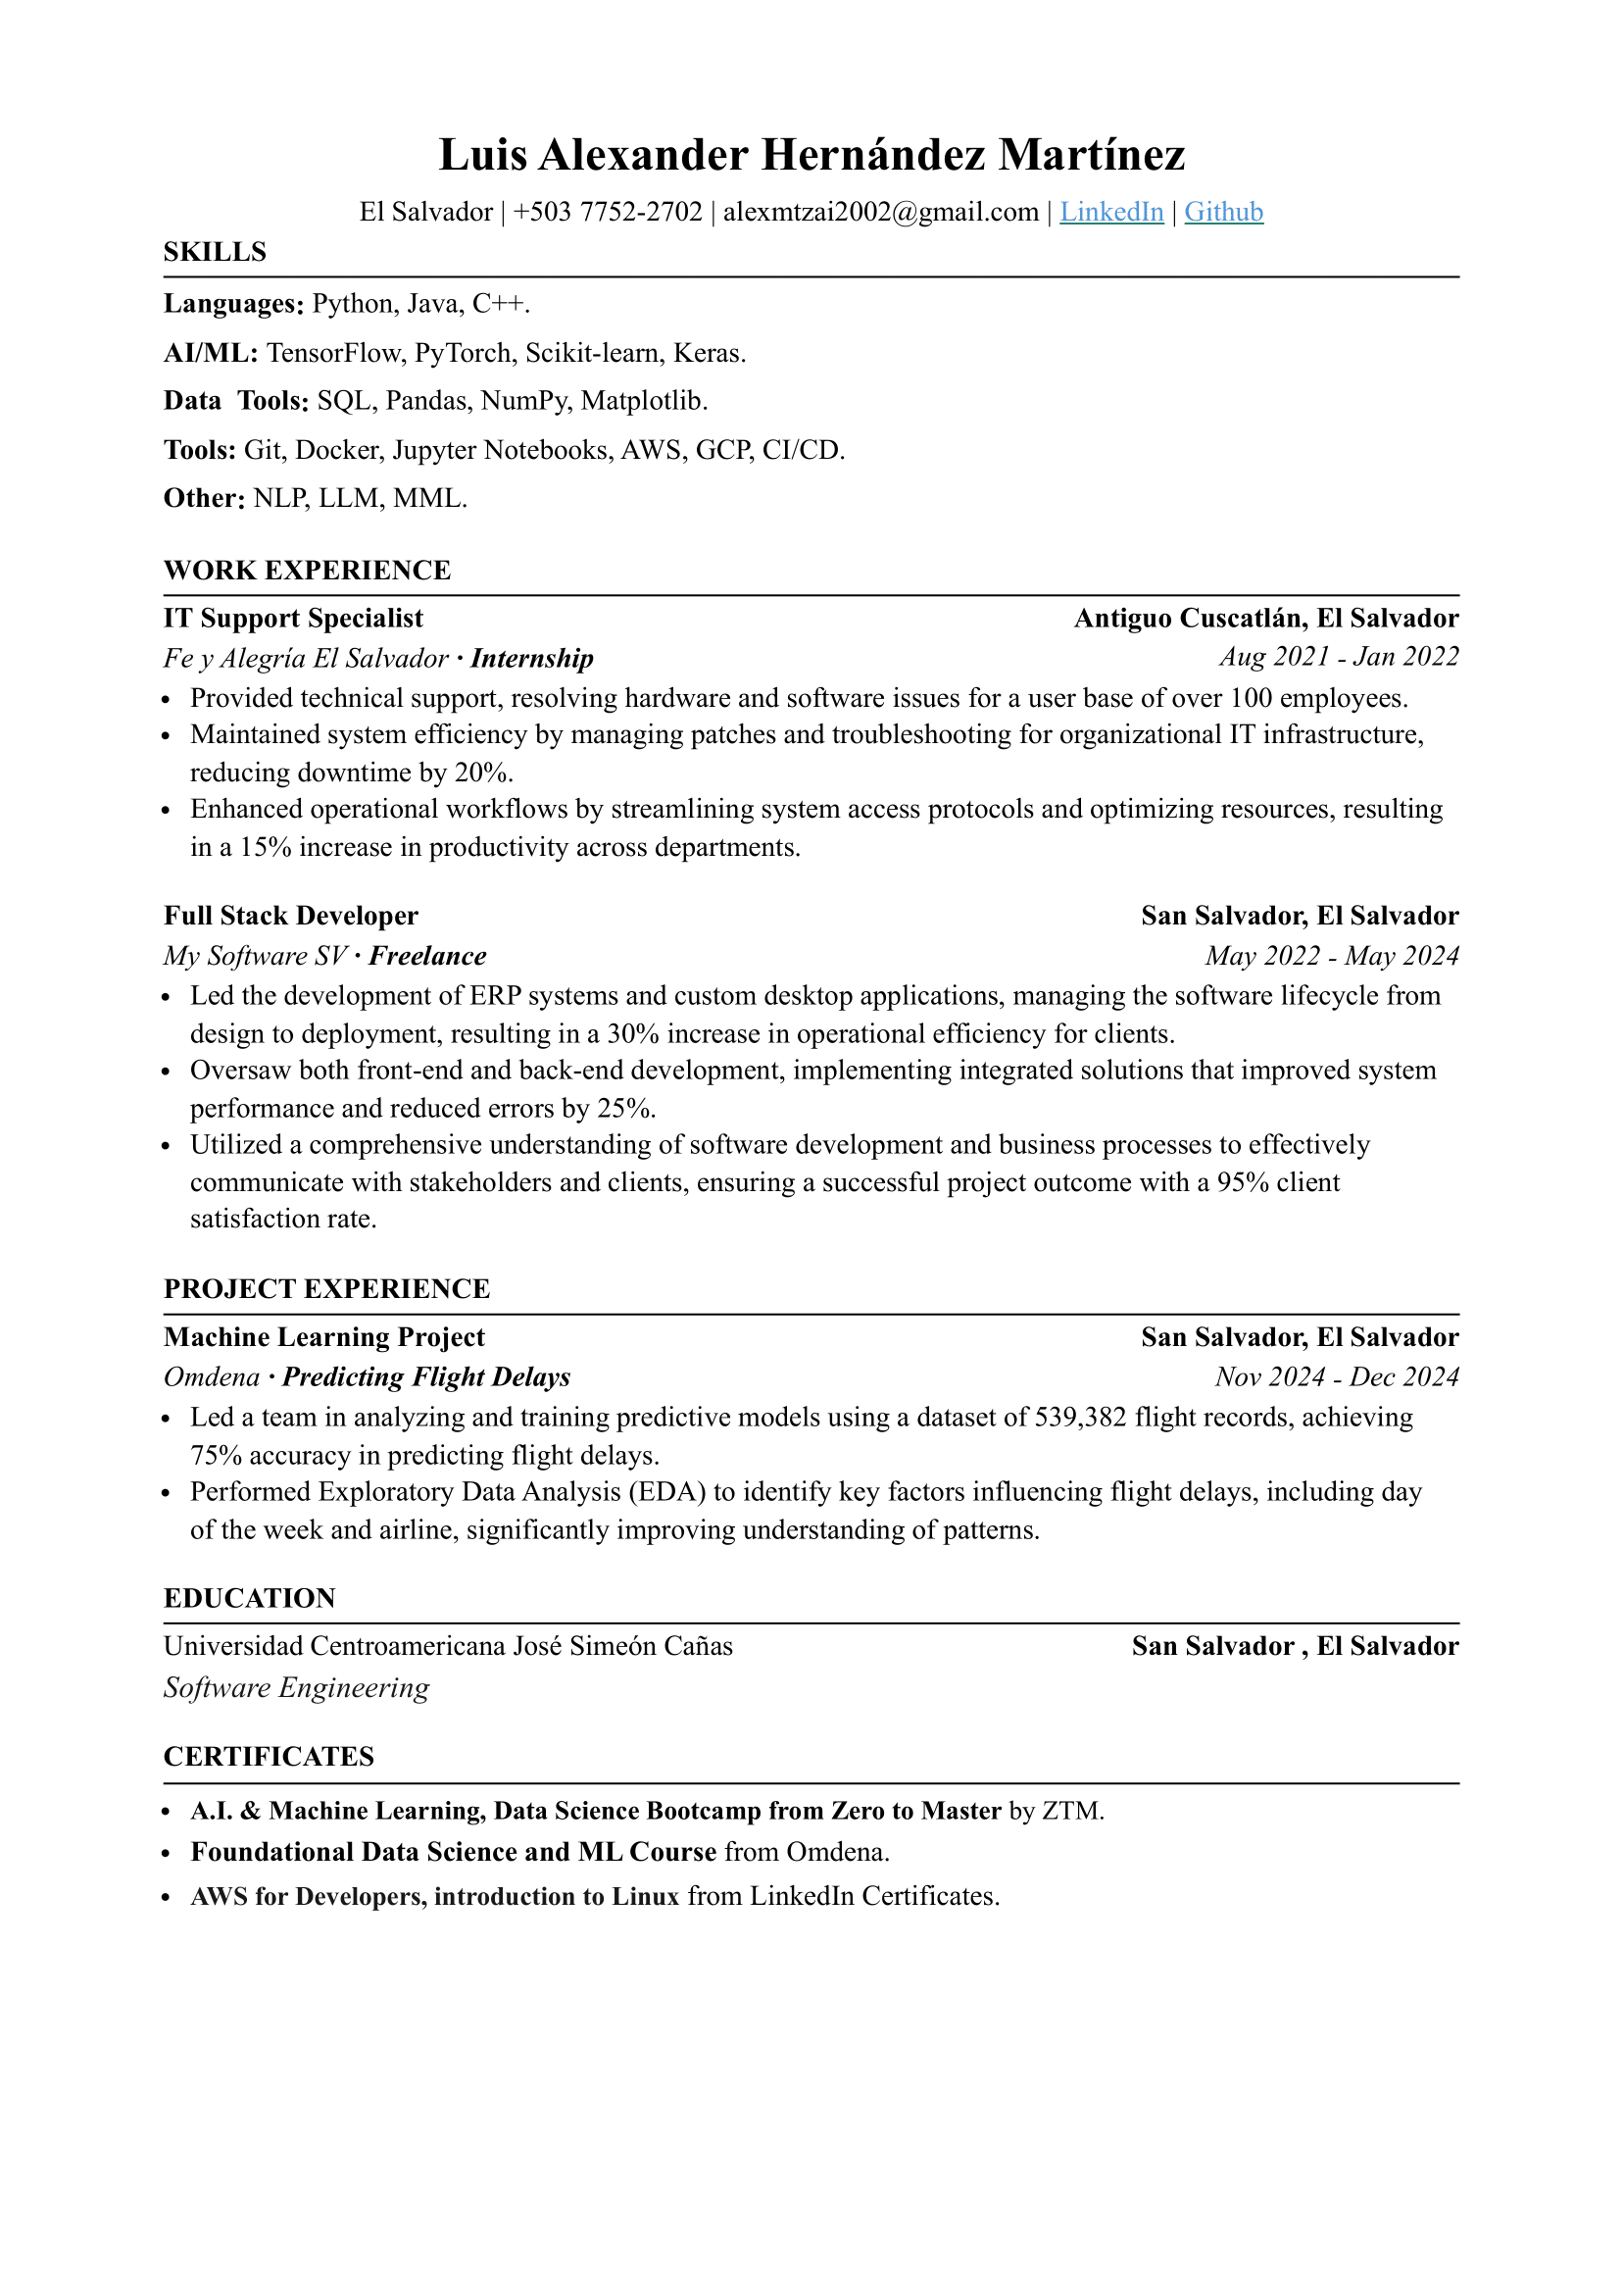 Luis Alexander Hernández Martínez
El Salvador | +503 7752-2702 | alexmtzai2002@gmail.com | LinkedIn | Github
SKILLS
Languages: Python, Java, C++.
AI/ML: TensorFlow, PyTorch, Scikit-learn, Keras.
Data Tools: SQL, Pandas, NumPy, Matplotlib.
Tools: Git, Docker, Jupyter Notebooks, AWS, GCP, CI/CD.
Other: NLP, LLM, MML.
WORK EXPERIENCE
IT Support Specialist Antiguo Cuscatlán, El Salvador
Fe y Alegría El Salvador · Internship Aug 2021 - Jan 2022
• Provided technical support, resolving hardware and software issues for a user base of over 100 employees.
• Maintained system efficiency by managing patches and troubleshooting for organizational IT infrastructure,
reducing downtime by 20%.
• Enhanced operational workflows by streamlining system access protocols and optimizing resources, resulting
in a 15% increase in productivity across departments.
Full Stack Developer San Salvador, El Salvador
My Software SV · Freelance May 2022 - May 2024
• Led the development of ERP systems and custom desktop applications, managing the software lifecycle from
design to deployment, resulting in a 30% increase in operational efficiency for clients.
• Oversaw both front-end and back-end development, implementing integrated solutions that improved system
performance and reduced errors by 25%.
• Utilized a comprehensive understanding of software development and business processes to effectively
communicate with stakeholders and clients, ensuring a successful project outcome with a 95% client
satisfaction rate.
PROJECT EXPERIENCE
Machine Learning Project San Salvador, El Salvador
Omdena · Predicting Flight Delays Nov 2024 - Dec 2024
• Led a team in analyzing and training predictive models using a dataset of 539,382 flight records, achieving
75% accuracy in predicting flight delays.
• Performed Exploratory Data Analysis (EDA) to identify key factors influencing flight delays, including day
of the week and airline, significantly improving understanding of patterns.
EDUCATION
Universidad Centroamericana José Simeón Cañas San Salvador , El Salvador
Software Engineering
CERTIFICATES
• A.I. & Machine Learning, Data Science Bootcamp from Zero to Master by ZTM.
• Foundational Data Science and ML Course from Omdena.
• AWS for Developers, introduction to Linux from LinkedIn Certificates.